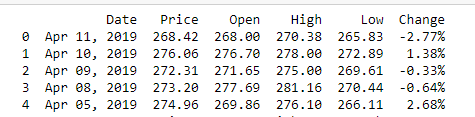 Date Price Open High Low Change
0 Apr 11, 2019 268.42 268.00 270.38 265.83 -2.77%
1 Apr 10, 2019 276.06 276.70 278.00 272.89 1.38%
2 Apr 09, 2019 272.31 271.65 275.00 269.61 -0.33%
3 Apr 08, 2019 273.20 277.69 281.16 270.44 -0.64%
4 Apr 05, 2019 274.96 269.86 276.10 266.11 2.68%